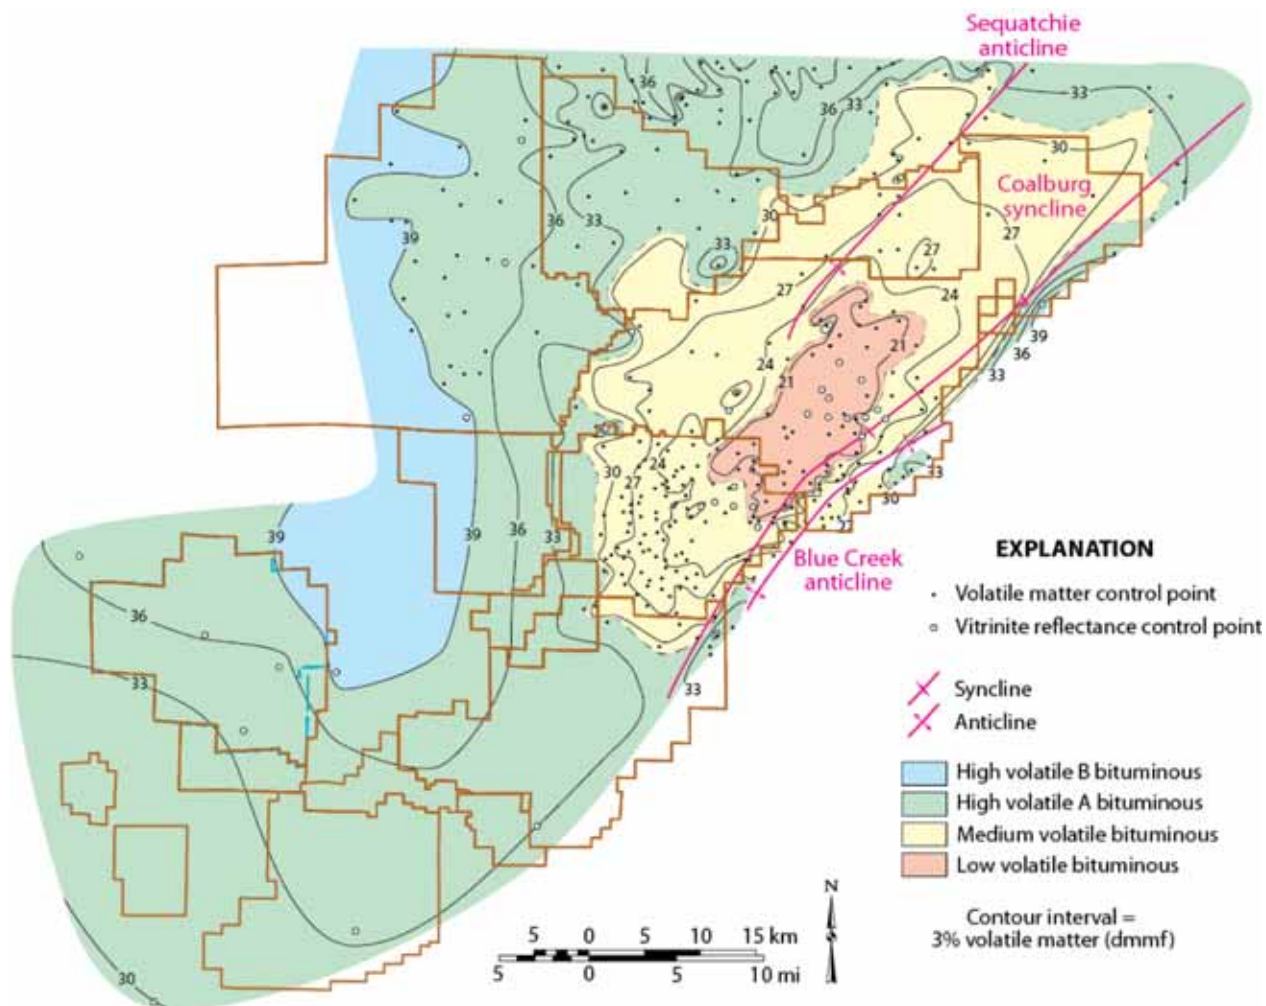 Sequatchie
anticline
36
36
33
33
30
Coalburg
syncline
36
33
30
39
33
27
27
27
24
39
36
33
21
24
21
30
24
27
33
30
39
39
36
33
Blue Creek
anticline
36
33
33
30
EXPLANATION
Volatile matter control point
Vitrinite reflectance control point
Syncline
Anticline
High volatile B bituminous
High volatile A bituminous
Medium volatile bituminous
Low volatile bituminous
Contour interval =
3% volatile matter (dmmf)
N
5 0 5 10 15 km
5 0 5 10 mi